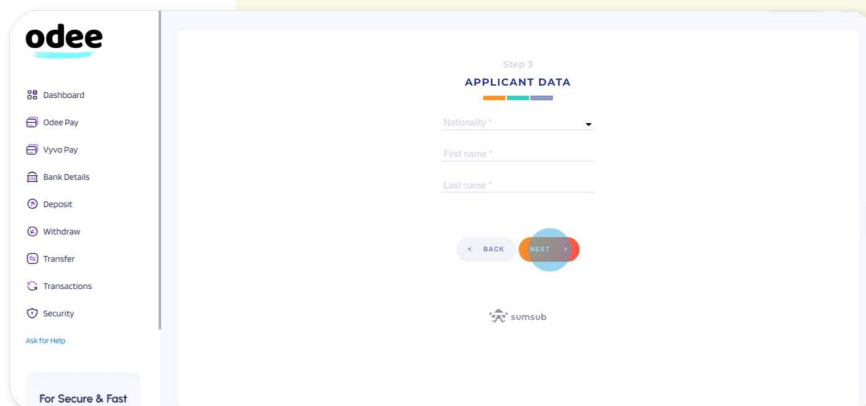 odee
Dashboard
Odee Pay
Vyvo Pay
Bank Details
Deposit
Withdraw
Transfer
Transactions
Security
Ask for Help
For Secure & Fast
Step 3
APPLICANT DATA
Nationality *
First name *
Last name *
< BACK
NEXT >
sumsub